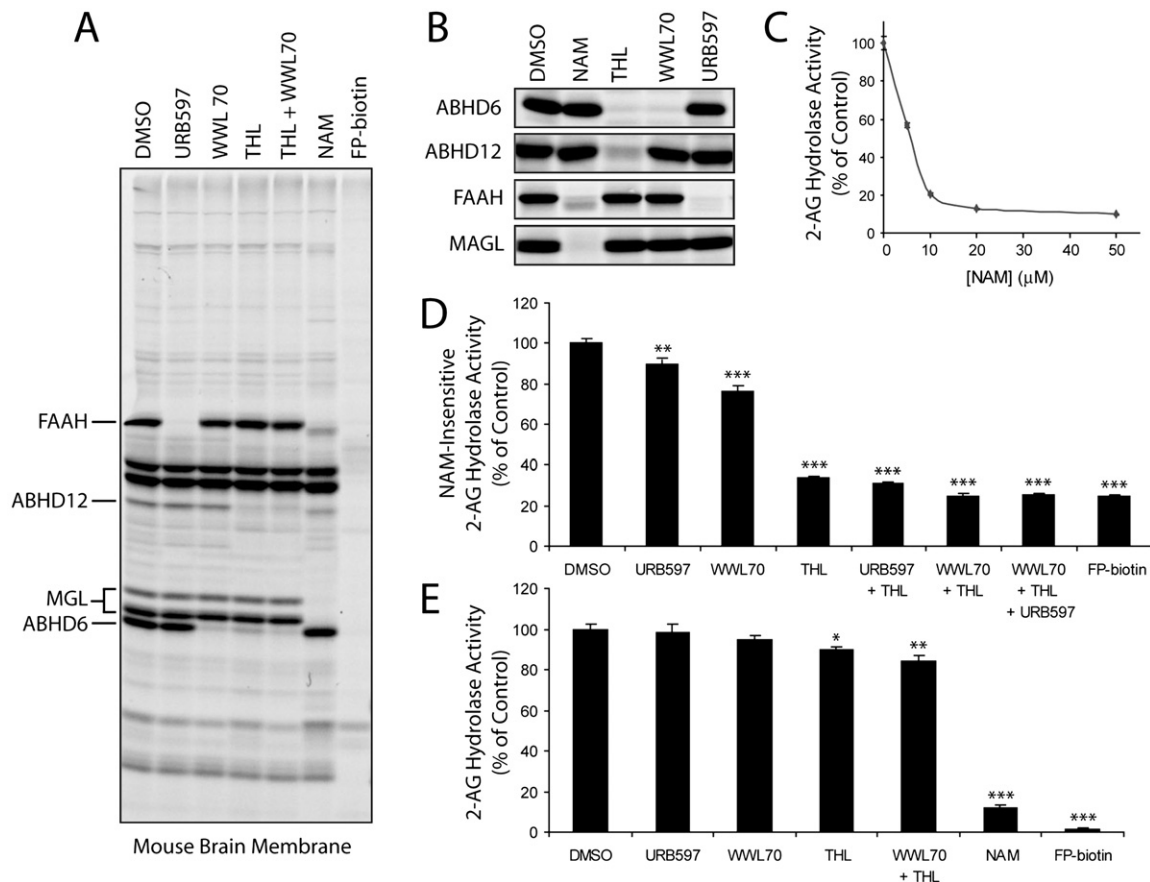 A
DMSO
URB597
WWL 70
THL
THL + WWL70
NAM
FP-biotin
FAAH
ABHD12
MGL
ABHD6
Mouse Brain Membrane
B
DMSO
NAM
THL
WWL70
URB597
ABHD6
ABHD12
FAAH
MAGL
C
2-AG Hydrolase Activity
(% of Control)
100
80
60
40
20
0
0
10
20
30
40
50
[NAM] (μM)
D
NAM-Insensitive
2-AG Hydrolase Activity
(% of Control)
120
100
80
60
40
20
0
**
***
***
***
***
***
***
DMSO
URB597
WWL70
THL
URB597
+ THL
WWL70
+ THL
WWL70
+ THL
+ URB597
FP-biotin
E
2-AG Hydrolase Activity
(% of Control)
120
100
80
60
40
20
0
*
**
***
***
DMSO
URB597
WWL70
THL
WWL70
+ THL
NAM
FP-biotin